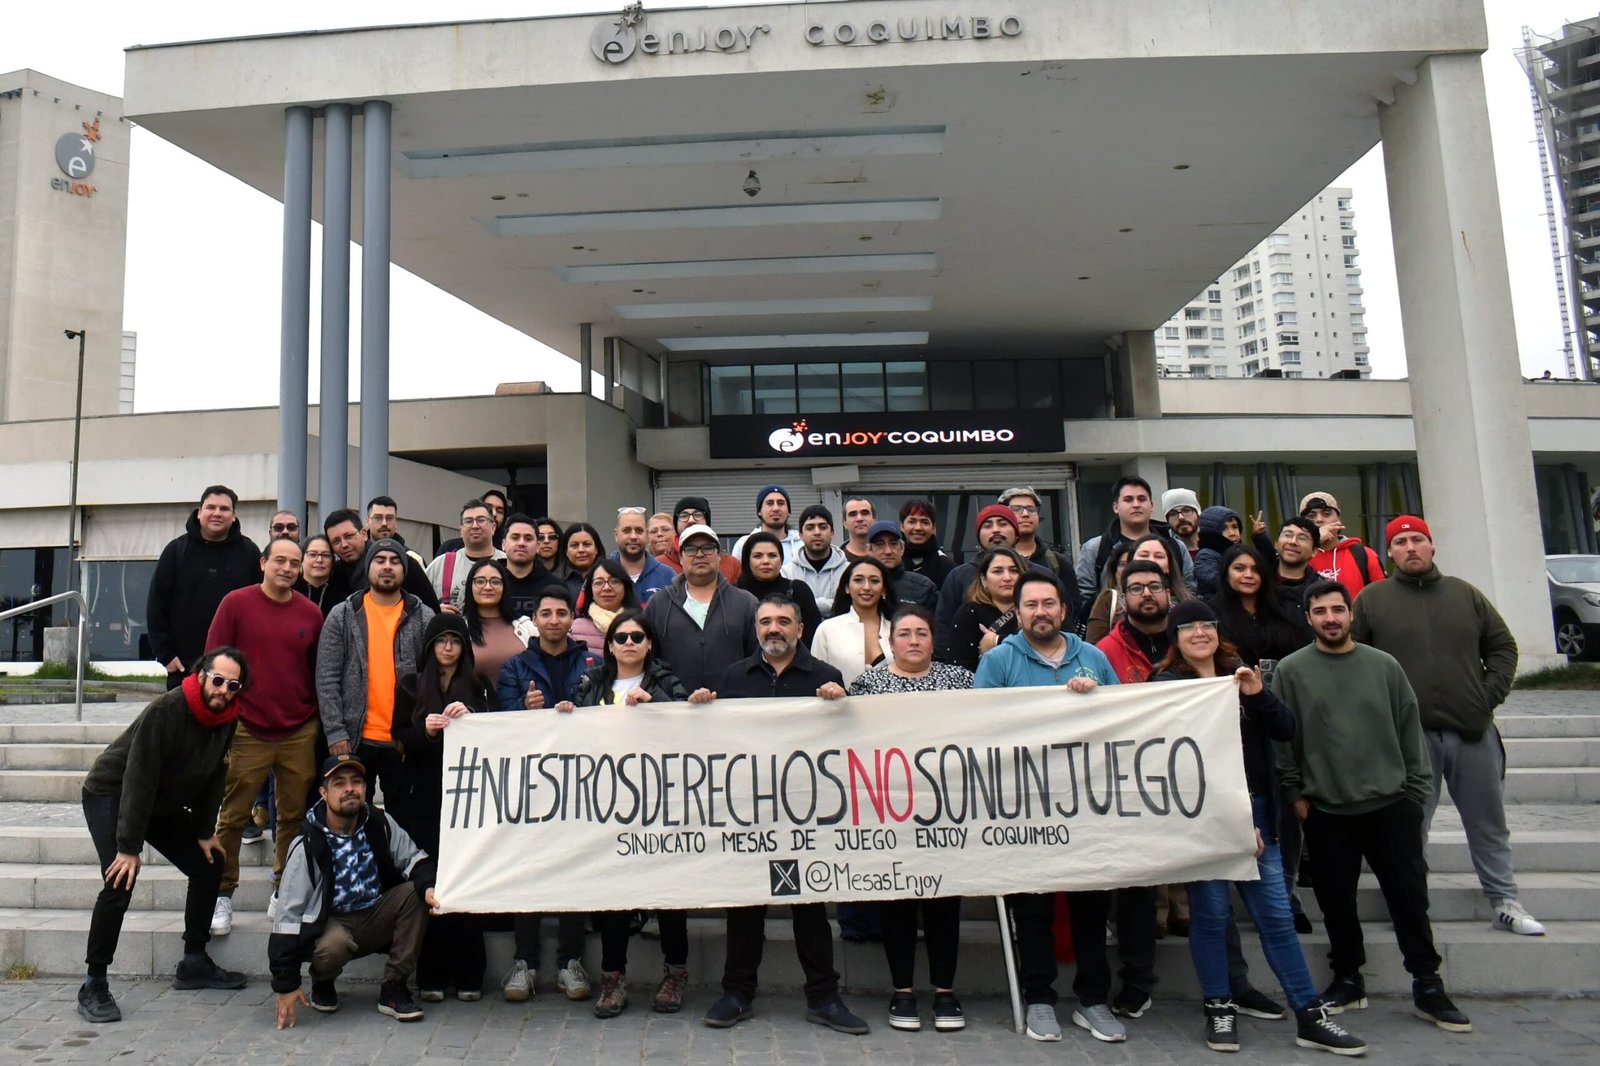 enJOY COQUIMBO
enJOY
enJOY COQUIMBO
#NUESTROSDERECHOSNOSONUNJUEGO
SINDICATO MESAS DE JUEGO ENJOY COQUIMBO
X @MesasEnjoy